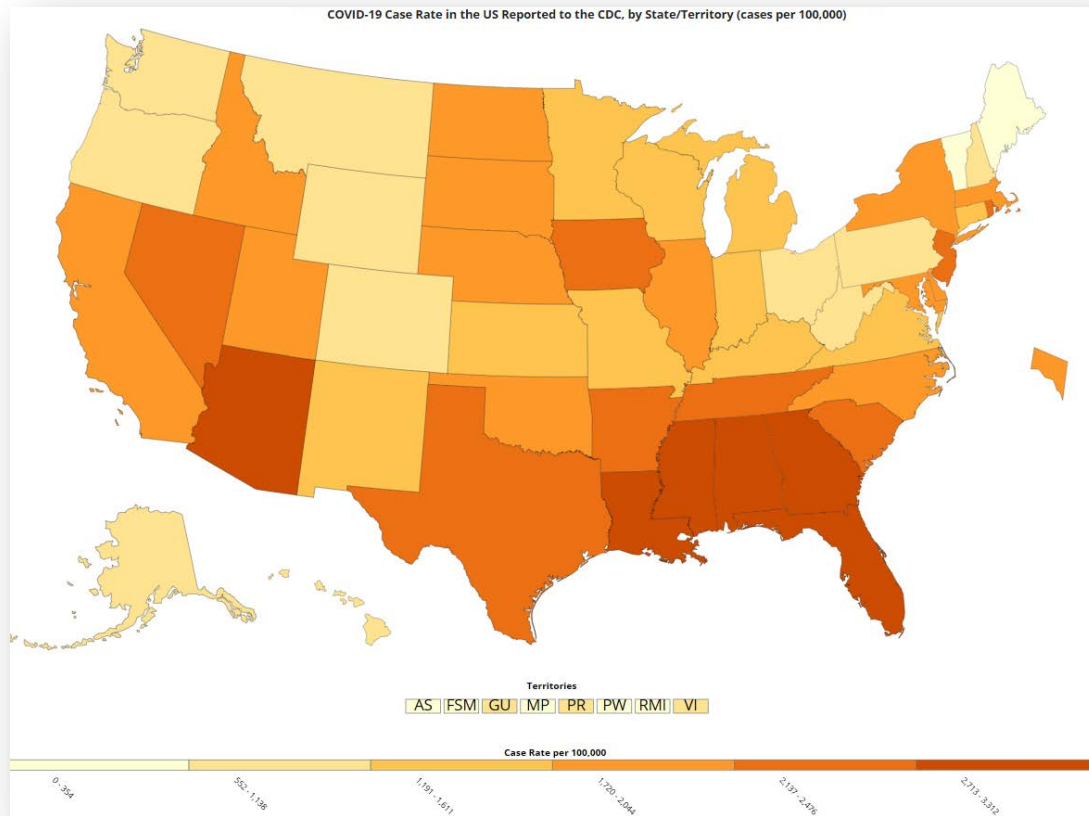 COVID-19 Case Rate in the US Reported to the CDC, by State/Territory (cases per 100,000)
Territories
AS FSM GU MP PR PW RMI VI
Case Rate per 100,000
0 - 354
552 - 1,138
1,191 - 1,611
1,720 - 2,044
2,137 - 2,476
2,713 - 3,312